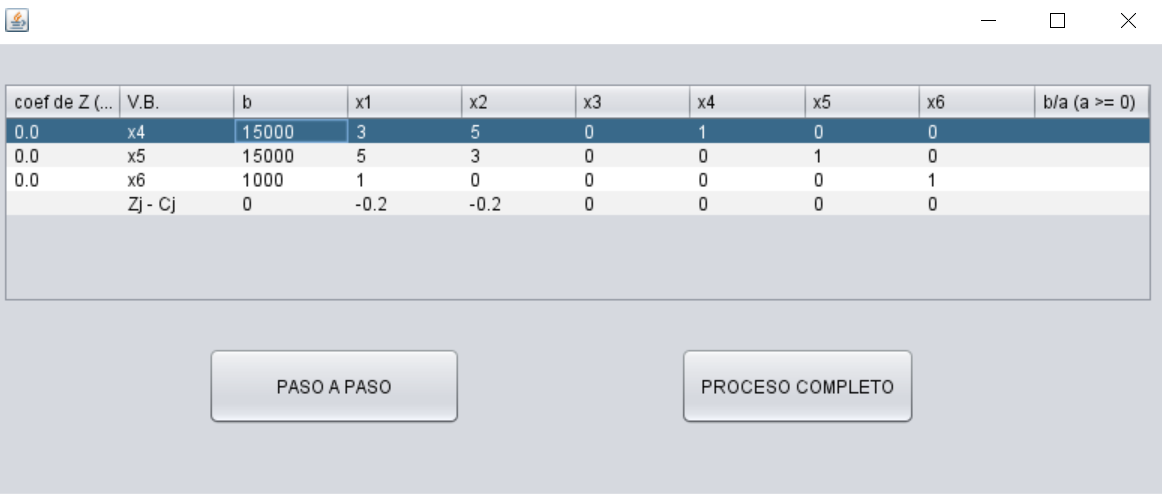 coef de Z (... V.B. b x1 x2 x3 x4 x5 x6 b/a (a >= 0)
0.0 x4 15000 3 5 0 1 0 0
0.0 x5 15000 5 3 0 0 1 0
0.0 x6 1000 1 0 0 0 0 1
Zj - Cj 0 -0.2 -0.2 0 0 0 0
PASO A PASO PROCESO COMPLETO